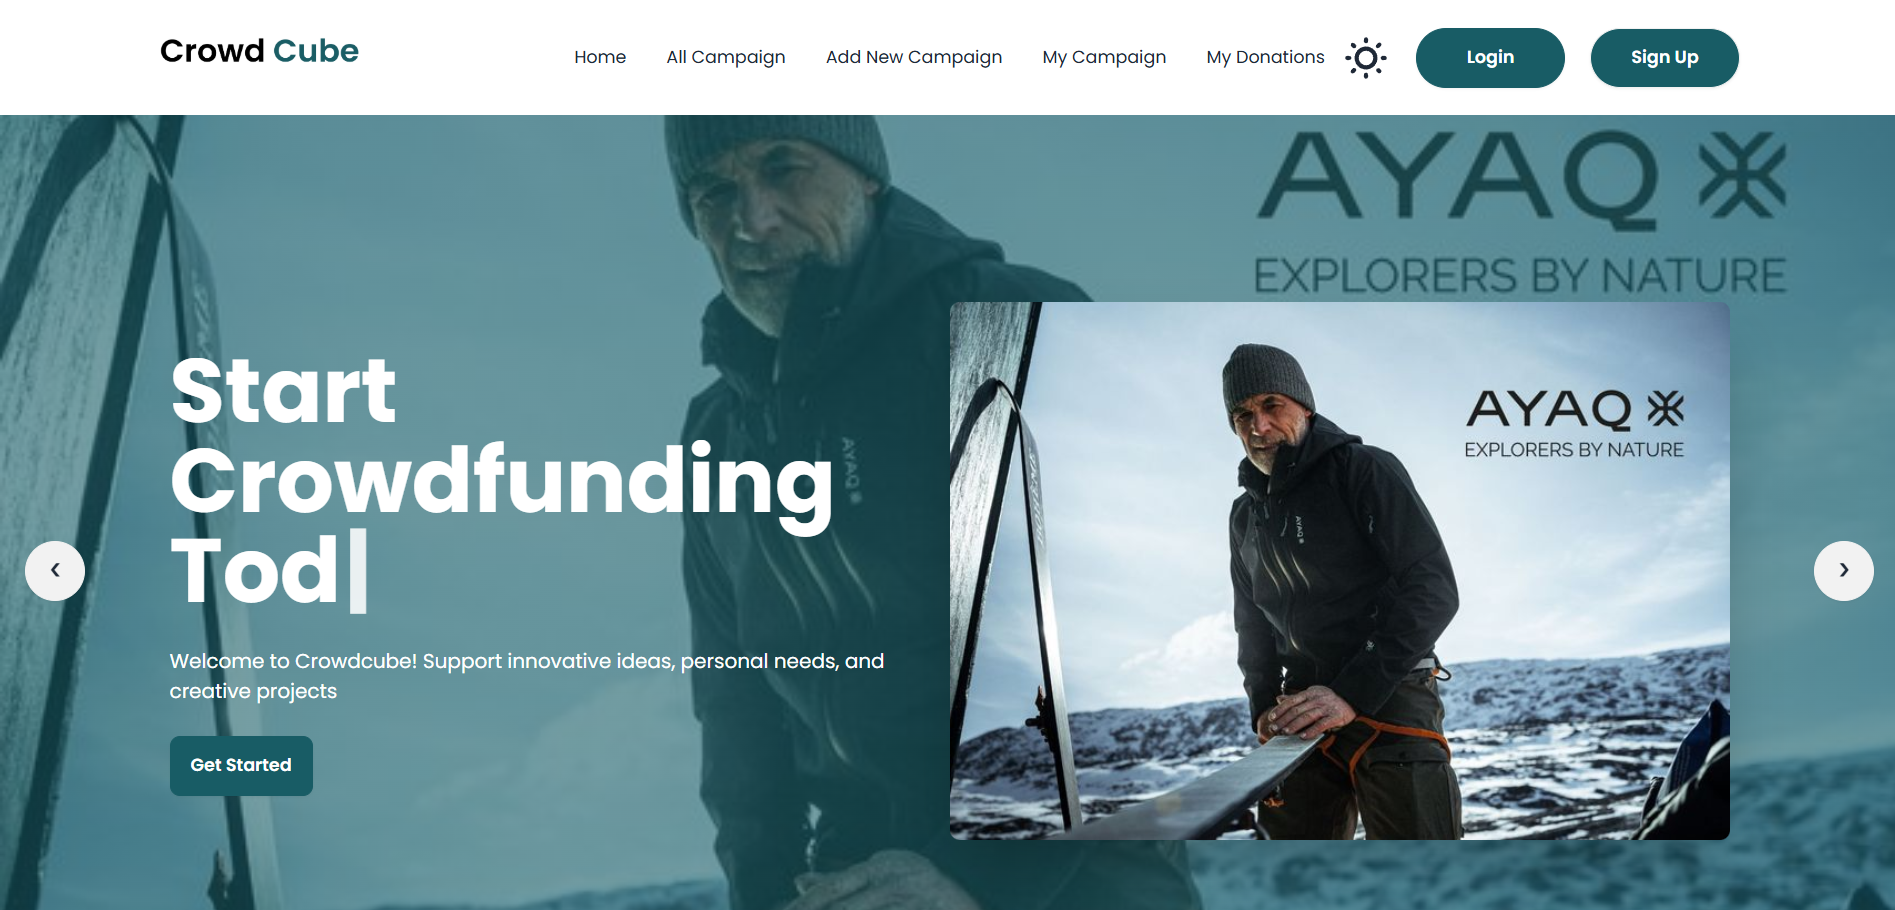 Crowd Cube
Home All Campaign Add New Campaign My Campaign My Donations Login Sign Up
AYAQ
EXPLORERS BY NATURE
Start
Crowdfunding
Tod
Welcome to Crowdcube! Support innovative ideas, personal needs, and
creative projects
Get Started
AYAQ
AYAQ
EXPLORERS BY NATURE
AYAQ
‹
›